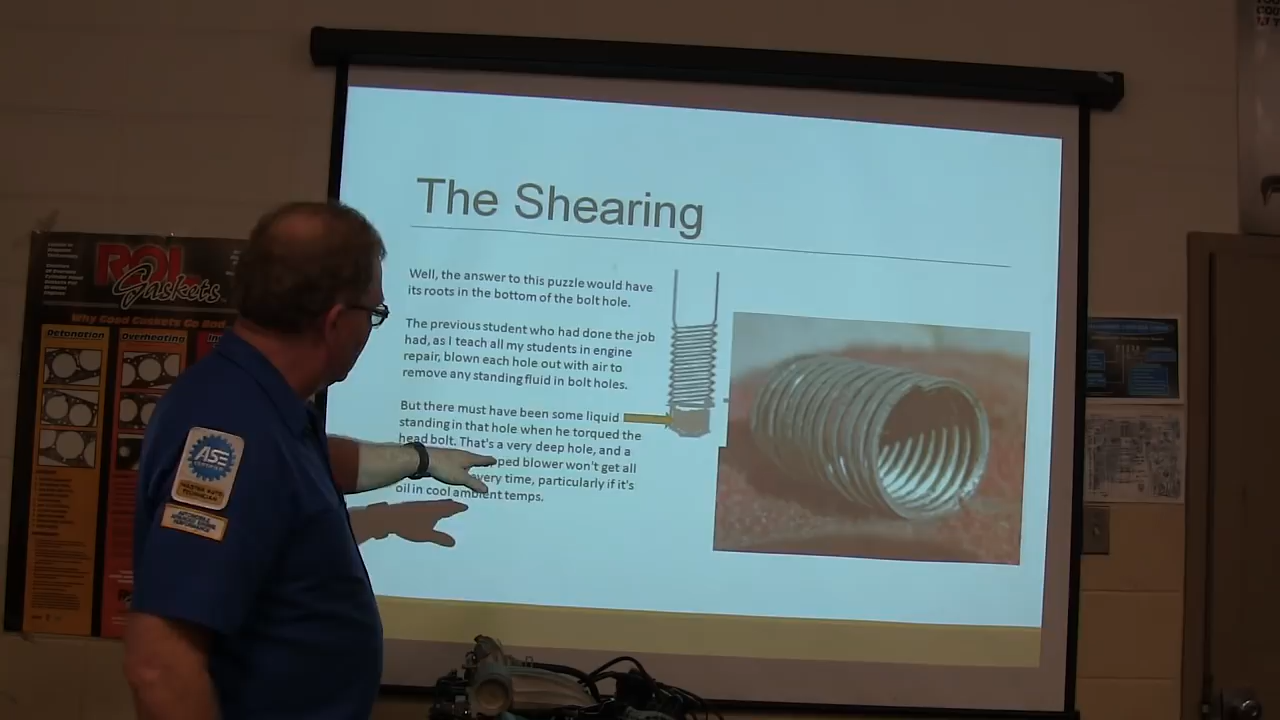 The Shearing
Well, the answer to this puzzle would have
its roots in the bottom of the bolt hole.
The previous student who had done the job
had, as I teach all my students in engine
repair, blown each hole out with air to
remove any standing fluid in bolt holes.
But there must have been some liquid
standing in that hole when he torqued the
head bolt. That's a very deep hole, and a
ped blower won't get all
very time, particularly if it's
oil in cool ambient temps.
ROL
Gaskets
Why Good Gaskets Go Bad
Detonation
Overheating
ASE